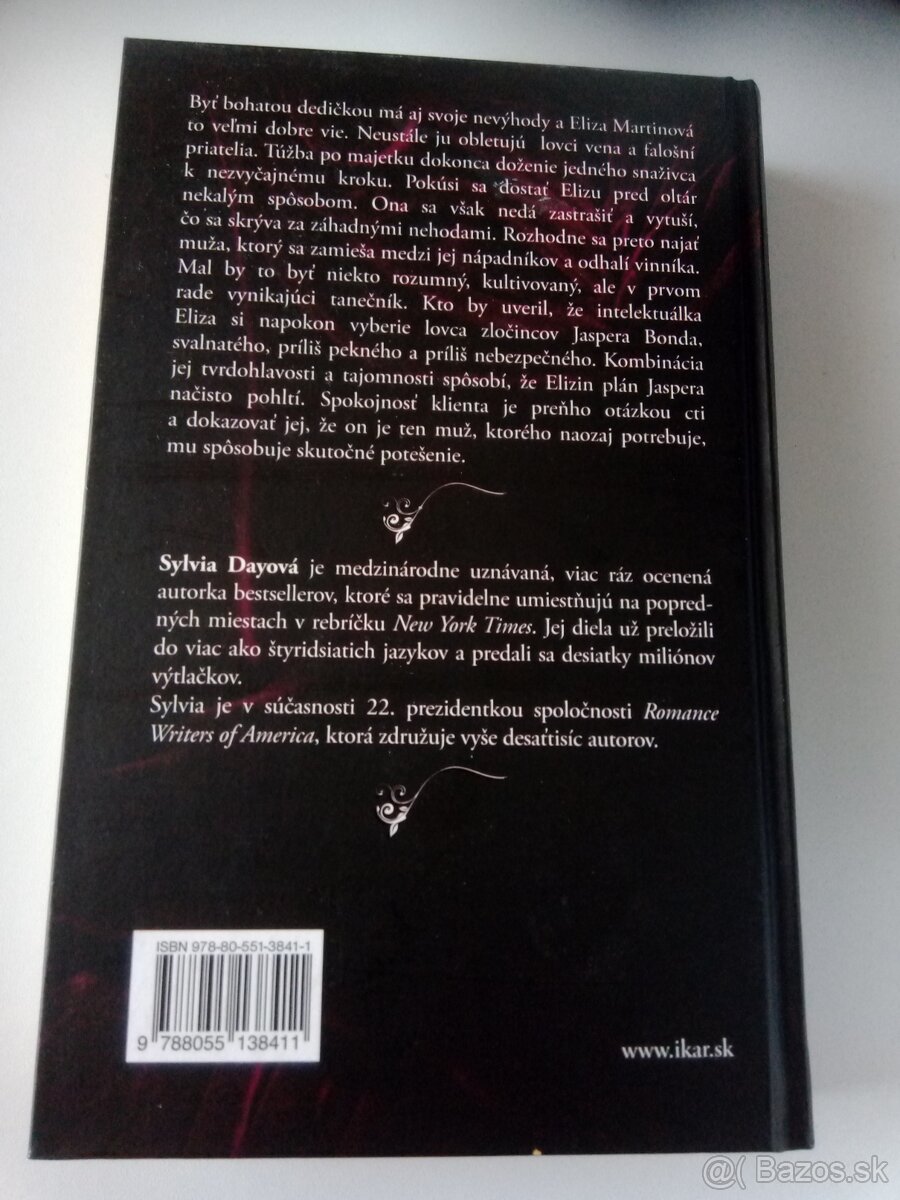 Byť bohatou dedičkou má aj svoje nevýhody a Eliza Martinová
to veľmi dobre vie. Neustále ju obletujú lovci vena a falošní
priatelia. Túžba po majetku dokonca doženie jedného snaživca
k nezvyčajnému kroku. Pokúsi sa dostať Elizu pred oltár
nekalým spôsobom. Ona sa však nedá zastrašiť a vytuší,
čo sa skrýva za záhadnými nehodami. Rozhodne sa preto najať
muža, ktorý sa zamieša medzi jej nápadníkov a odhalí vinníka.
Mal by to byť niekto rozumný, kultivovaný, ale v prvom
rade vynikajúci tanečník. Kto by uveril, že intelektuálka
Eliza si napokon vyberie lovca zločincov Jaspera Bonda,
svalnatého, príliš pekného a príliš nebezpečného. Kombinácia
jej tvrdohlavosti a tajomnosti spôsobí, že Elizin plán Jaspera
načisto pohltí. Spokojnosť klienta je preňho otázkou cti
a dokazovať jej, že on je ten muž, ktorého naozaj potrebuje,
mu spôsobuje skutočné potešenie.
Sylvia Dayová je medzinárodne uznávaná, viac ráz ocenená
autorka bestsellerov, ktoré sa pravidelne umiestňujú na popred-
ných miestach v rebríčku New York Times. Jej diela už preložili
do viac ako štyridsiatich jazykov a predali sa desiatky miliónov
výtlačkov.
Sylvia je v súčasnosti 22. prezidentkou spoločnosti Romance
Writers of America, ktorá združuje vyše desaťtisíc autorov.
ISBN 978-80-551-3841-1
9 788055 138411
www.ikar.sk
@( Bazos.sk